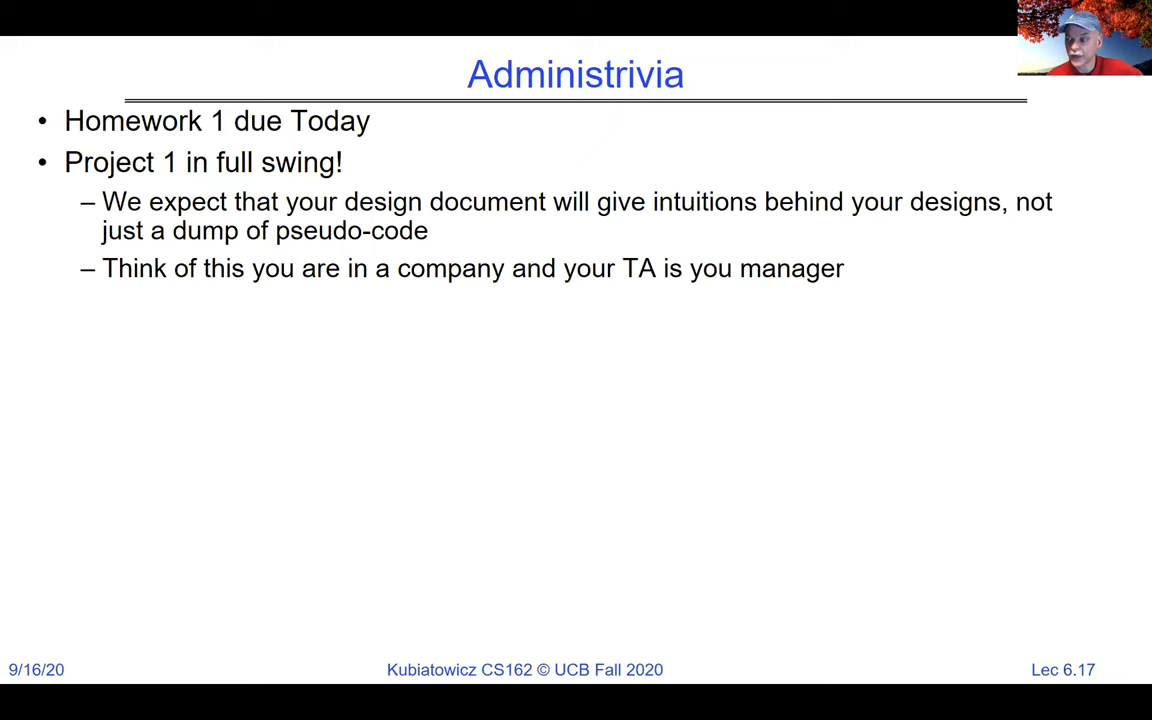 Administrivia
• Homework 1 due Today
• Project 1 in full swing!
– We expect that your design document will give intuitions behind your designs, not
just a dump of pseudo-code
– Think of this you are in a company and your TA is you manager
9/16/20
Kubiatowicz CS162 © UCB Fall 2020
Lec 6.17